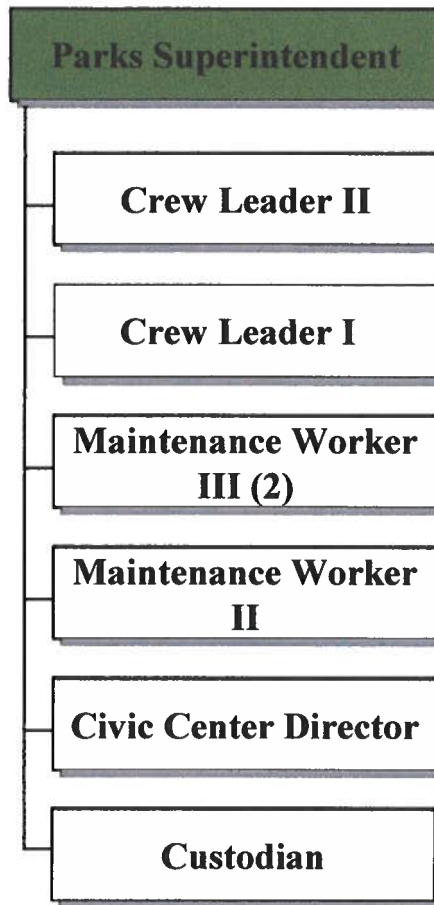 Parks Superintendent
Crew Leader II
Crew Leader I
Maintenance Worker
III (2)
Maintenance Worker
II
Civic Center Director
Custodian